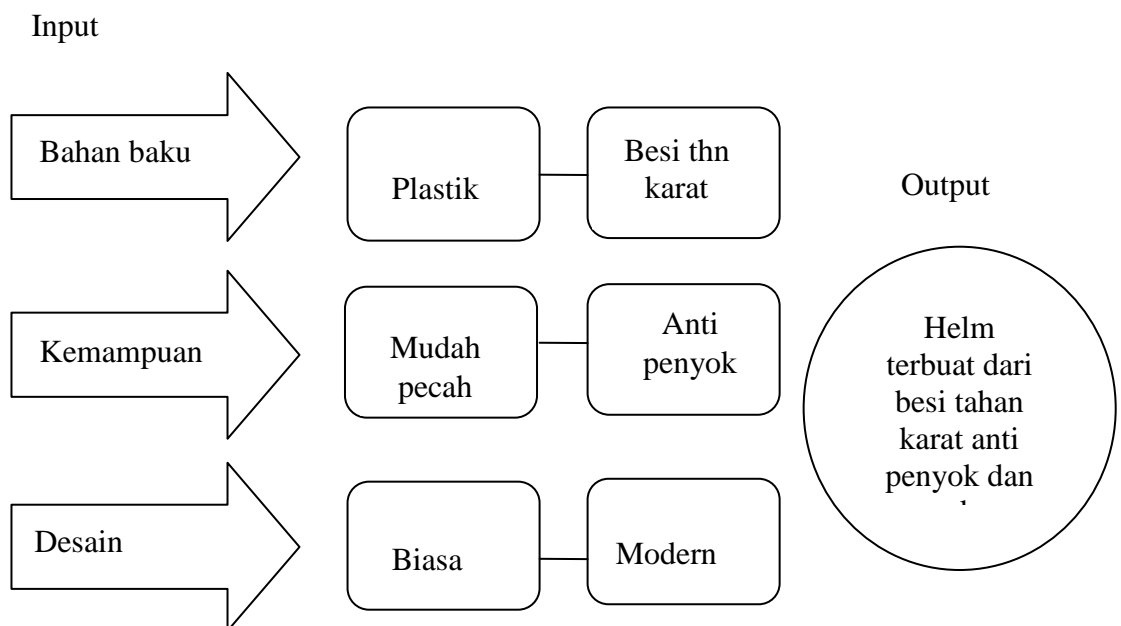 Input
Bahan baku
Plastik
Besi thn
karat
Output
Kemampuan
Mudah
pecah
Anti
penyok
Helm
terbuat dari
besi tahan
karat anti
penyok dan
Desain
Biasa
Modern